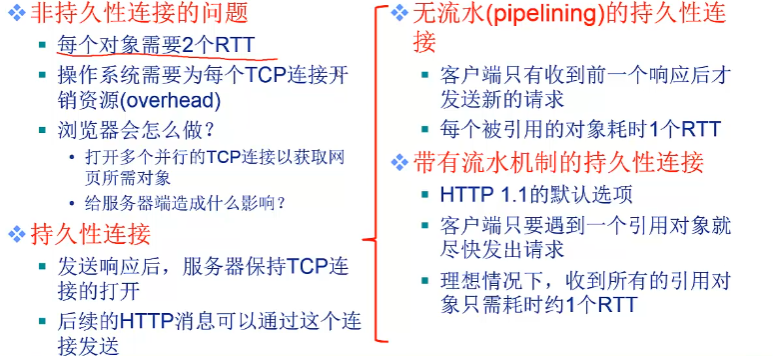 非持久性连接的问题
每个对象需要2个RTT
操作系统需要为每个TCP连接开
销资源(overhead)
浏览器会怎么做？
打开多个并行的TCP连接以获取网
页所需对象
给服务器端造成什么影响？
持久性连接
发送响应后，服务器保持TCP连
接的打开
后续的HTTP消息可以通过这个连
接发送
无流水(pipelining)的持久性连
接
客户端只有收到前一个响应后才
发送新的请求
每个被引用的对象耗时1个RTT
带有流水机制的持久性连接
HTTP 1.1的默认选项
客户端只要遇到一个引用对象就
尽快发出请求
理想情况下，收到所有的引用对
象只需耗时约1个RTT